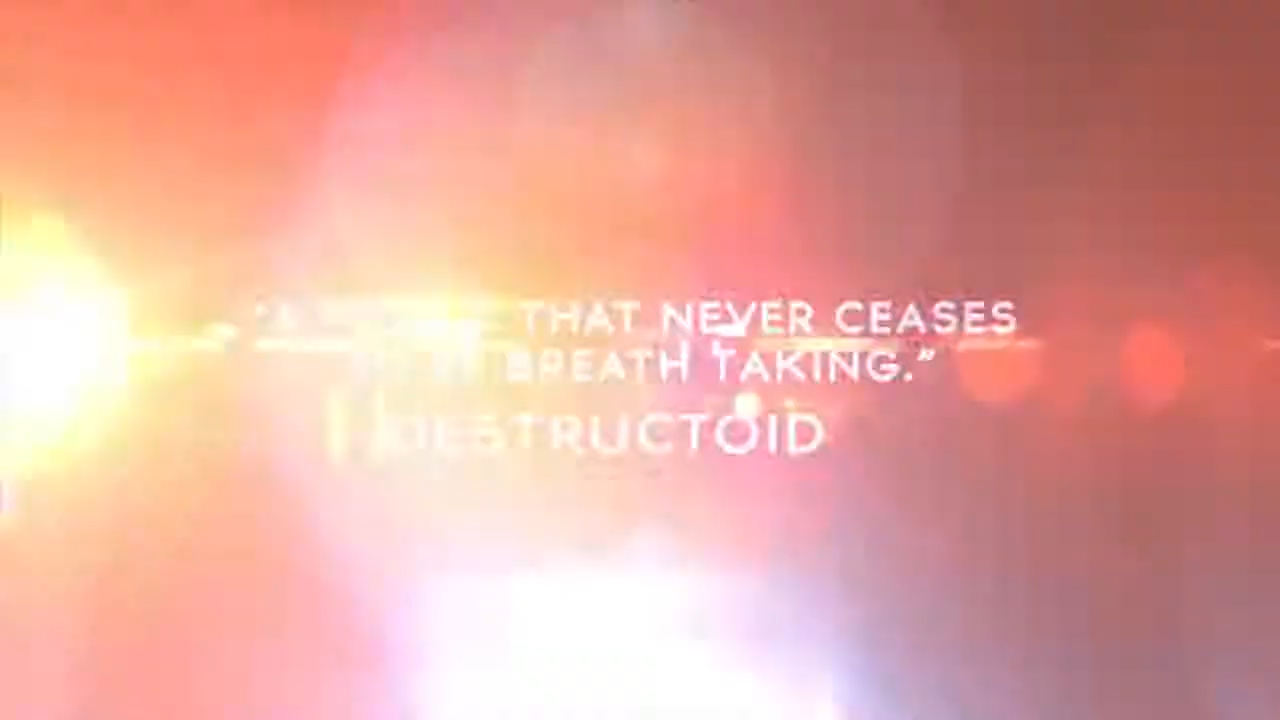 THAT NEVER CEASES
BREATH TAKING.”
DESTRUCTOID